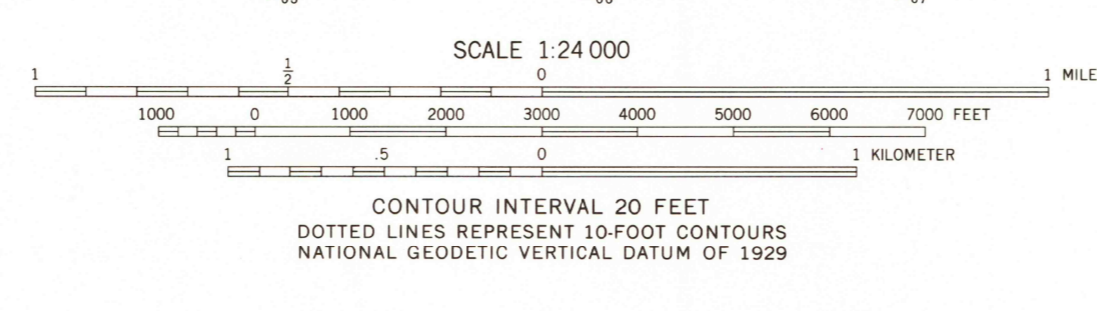 SCALE 1:24 000
1 1/2 0 1 MILE
1000 0 1000 2000 3000 4000 5000 6000 7000 FEET
1 .5 0 1 KILOMETER
CONTOUR INTERVAL 20 FEET
DOTTED LINES REPRESENT 10-FOOT CONTOURS
NATIONAL GEODETIC VERTICAL DATUM OF 1929